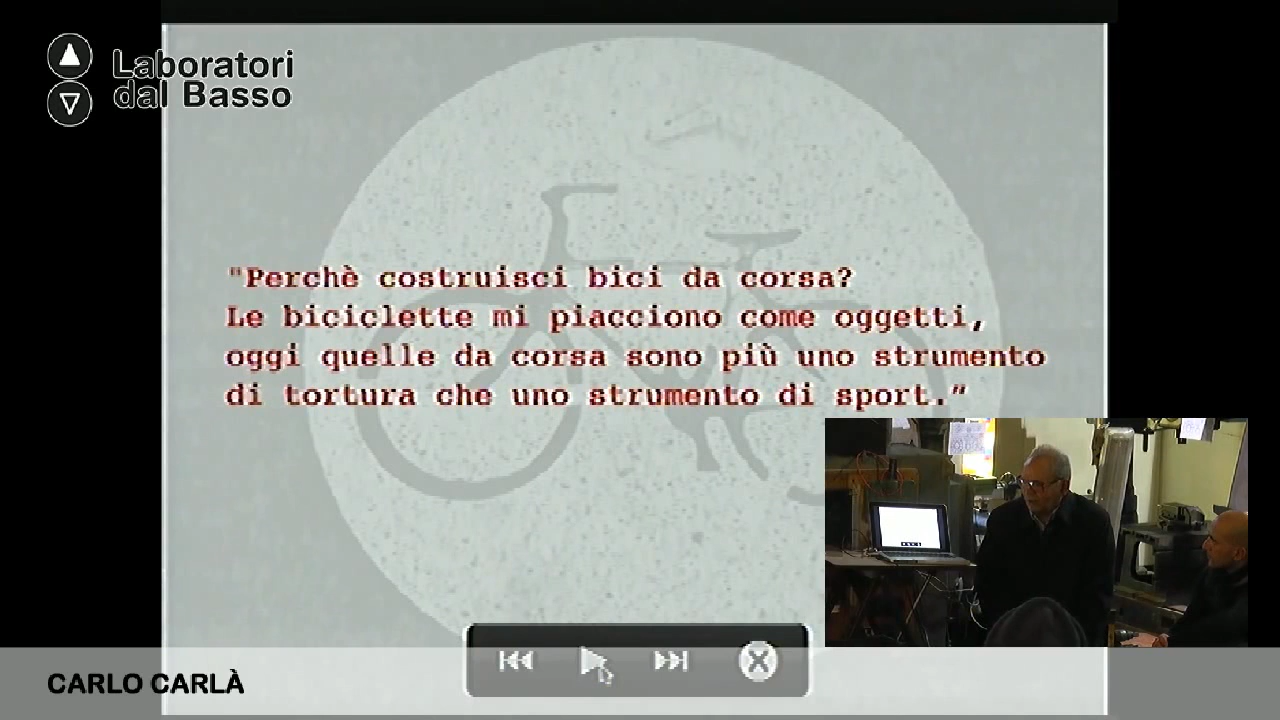 Laboratori
dal Basso
"Perchè costruisci bici da corsa?
Le biciclette mi piacciono come oggetti,
oggi quelle da corsa sono più uno strumento
di tortura che uno strumento di sport.”
CARLO CARLÀ